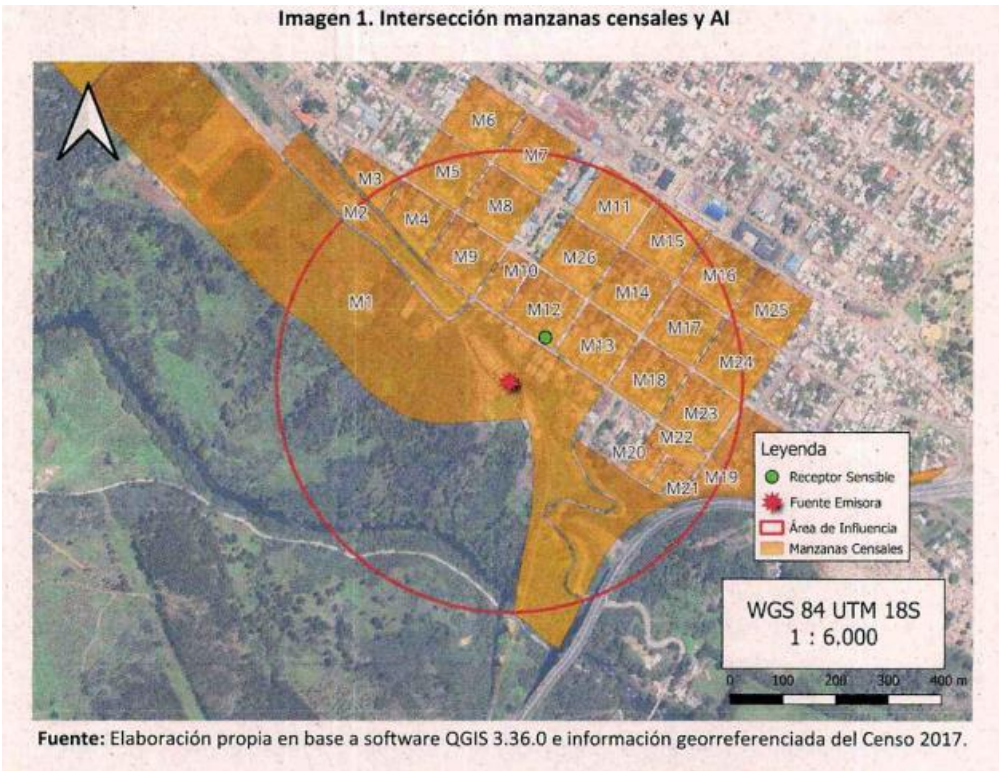 Imagen 1. Intersección manzanas censales y AI
M6
M7
M3
M5
M2
M4
M8
M11
M15
M9
M10
M26
M16
M1
M12
M14
M25
M13
M17
M24
M18
M23
M22
M20
M21
M19
Leyenda
Receptor Sensible
Fuente Emisora
Área de Influencia
Manzanas Censales
WGS 84 UTM 18S
1 : 6.000
0 100 200 300 400 m
Fuente: Elaboración propia en base a software QGIS 3.36.0 e información georreferenciada del Censo 2017.